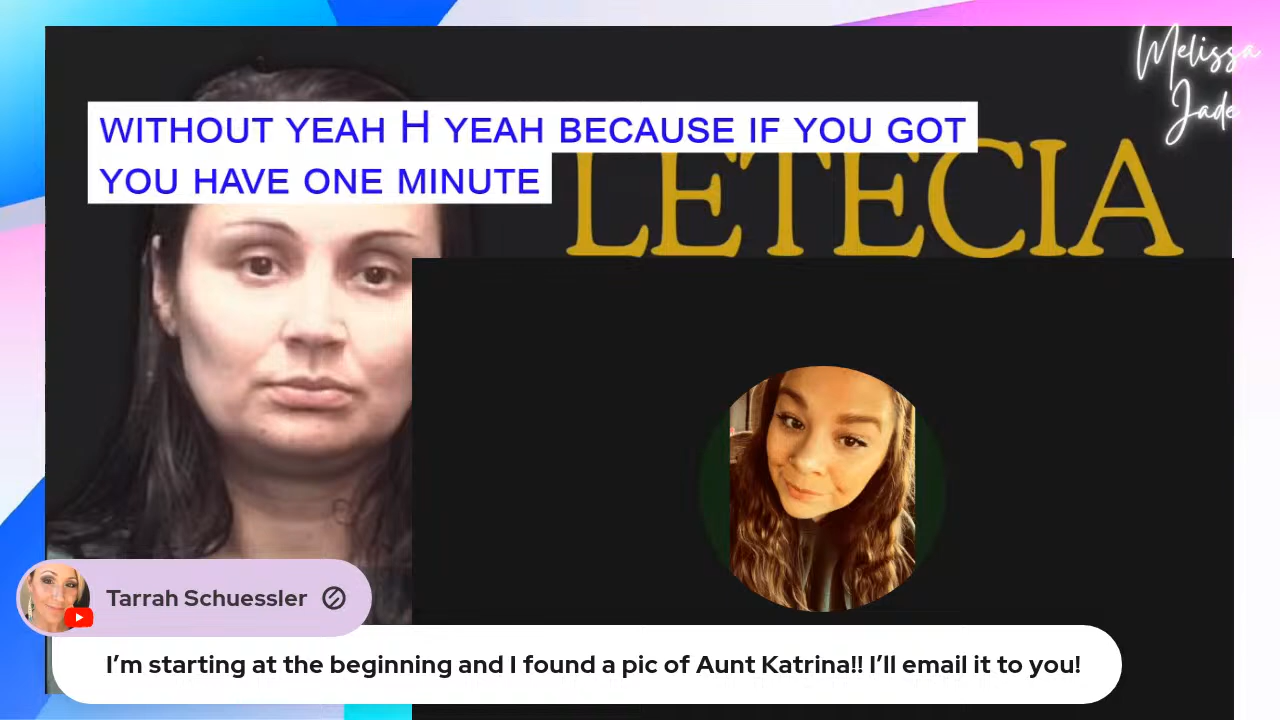 Melissa
Jade
WITHOUT YEAH H YEAH BECAUSE IF YOU GOT
YOU HAVE ONE MINUTE
LETECIA
Tarrah Schuessler
I’m starting at the beginning and I found a pic of Aunt Katrina!! I’ll email it to you!